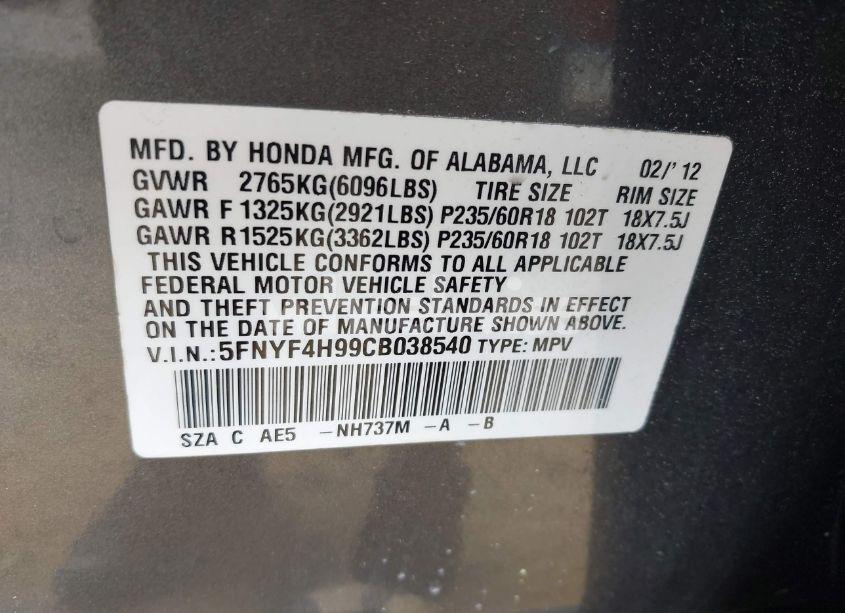 MFD. BY HONDA MFG. OF ALABAMA, LLC 02/' 12
GVWR 2765KG(6096LBS) TIRE SIZE RIM SIZE
GAWR F 1325KG(2921LBS) P235/60R18 102T 18X7.5J
GAWR R 1525KG(3362LBS) P235/60R18 102T 18X7.5J
THIS VEHICLE CONFORMS TO ALL APPLICABLE
FEDERAL MOTOR VEHICLE SAFETY
AND THEFT PREVENTION STANDARDS IN EFFECT
ON THE DATE OF MANUFACTURE SHOWN ABOVE.
V.I.N.:5FNYF4H99CB038540 TYPE: MPV
SZA C AE5 -NH737M -A -B